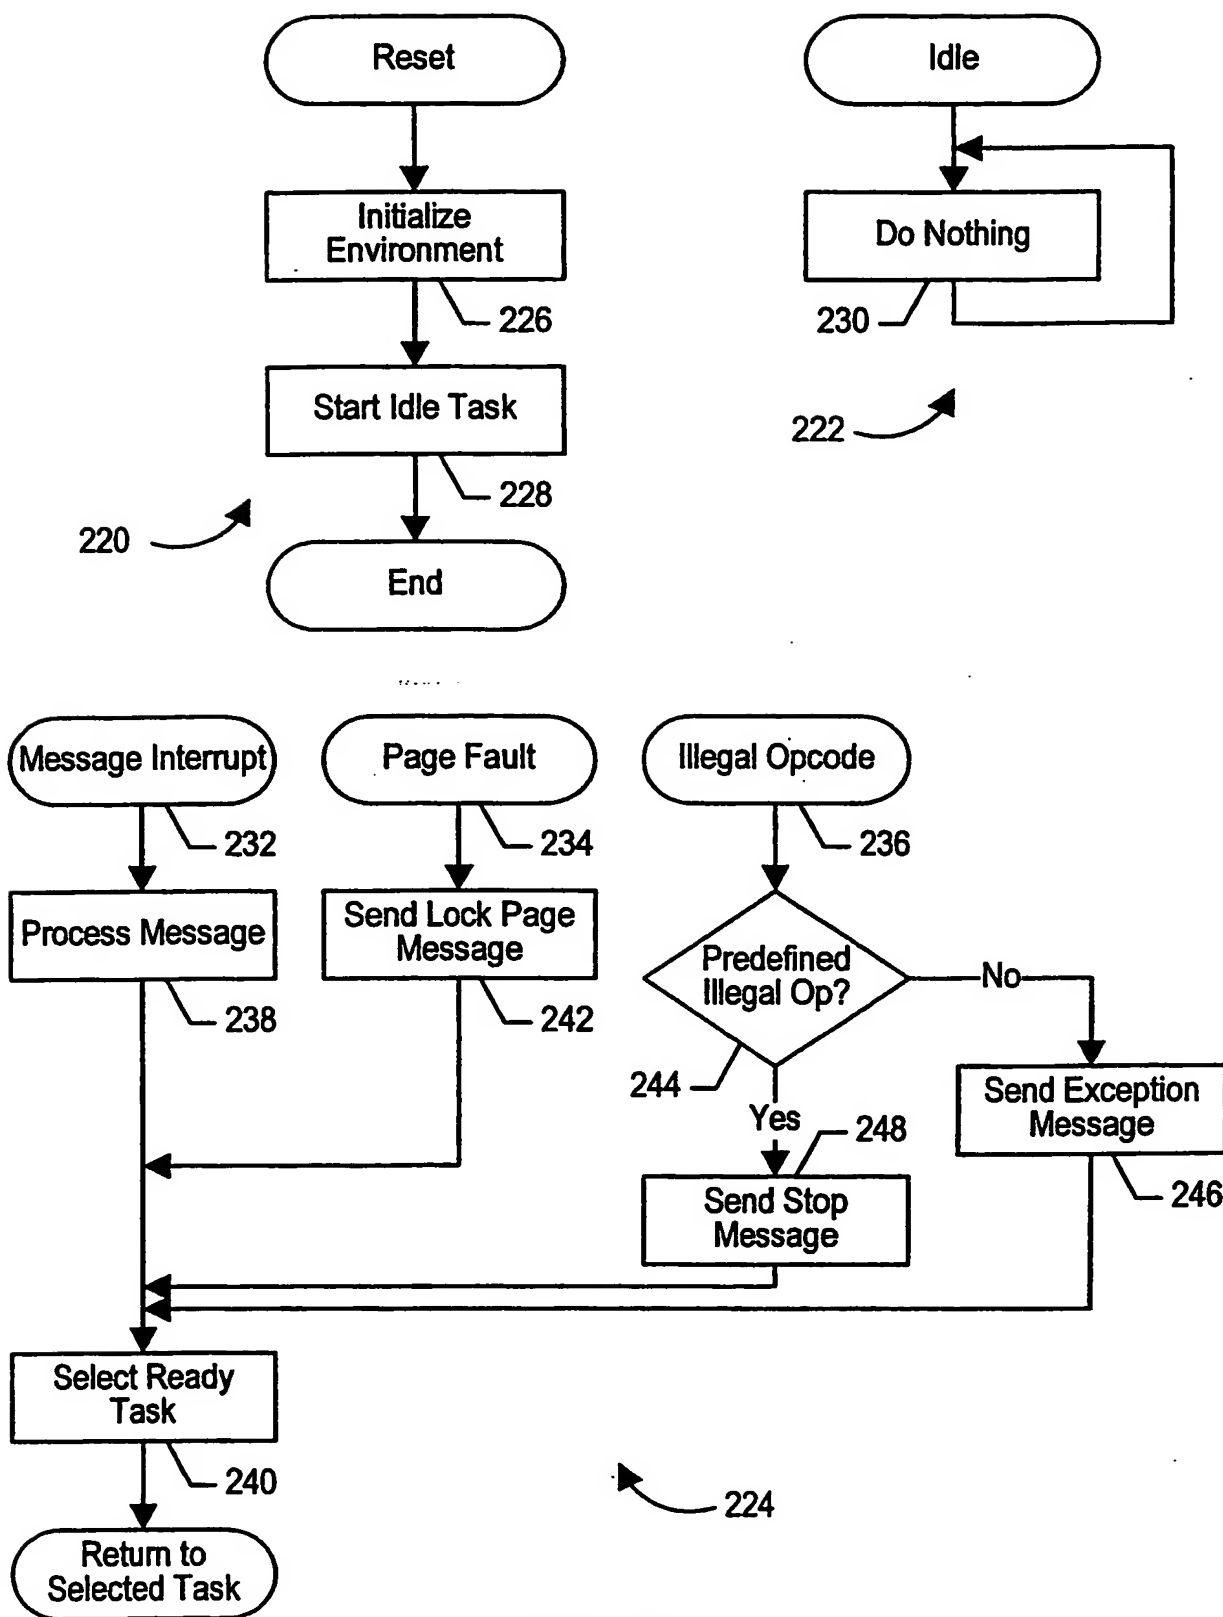 Reset
Initialize
Environment
226
Start Idle Task
228
220
End
Idle
Do Nothing
230
222
Message Interrupt
232
Process Message
238
Page Fault
234
Send Lock Page
Message
242
Illegal Opcode
236
Predefined
Illegal Op?
244
No
Yes
Send Exception
Message
246
248
Send Stop
Message
Select Ready
Task
240
Return to
Selected Task
224